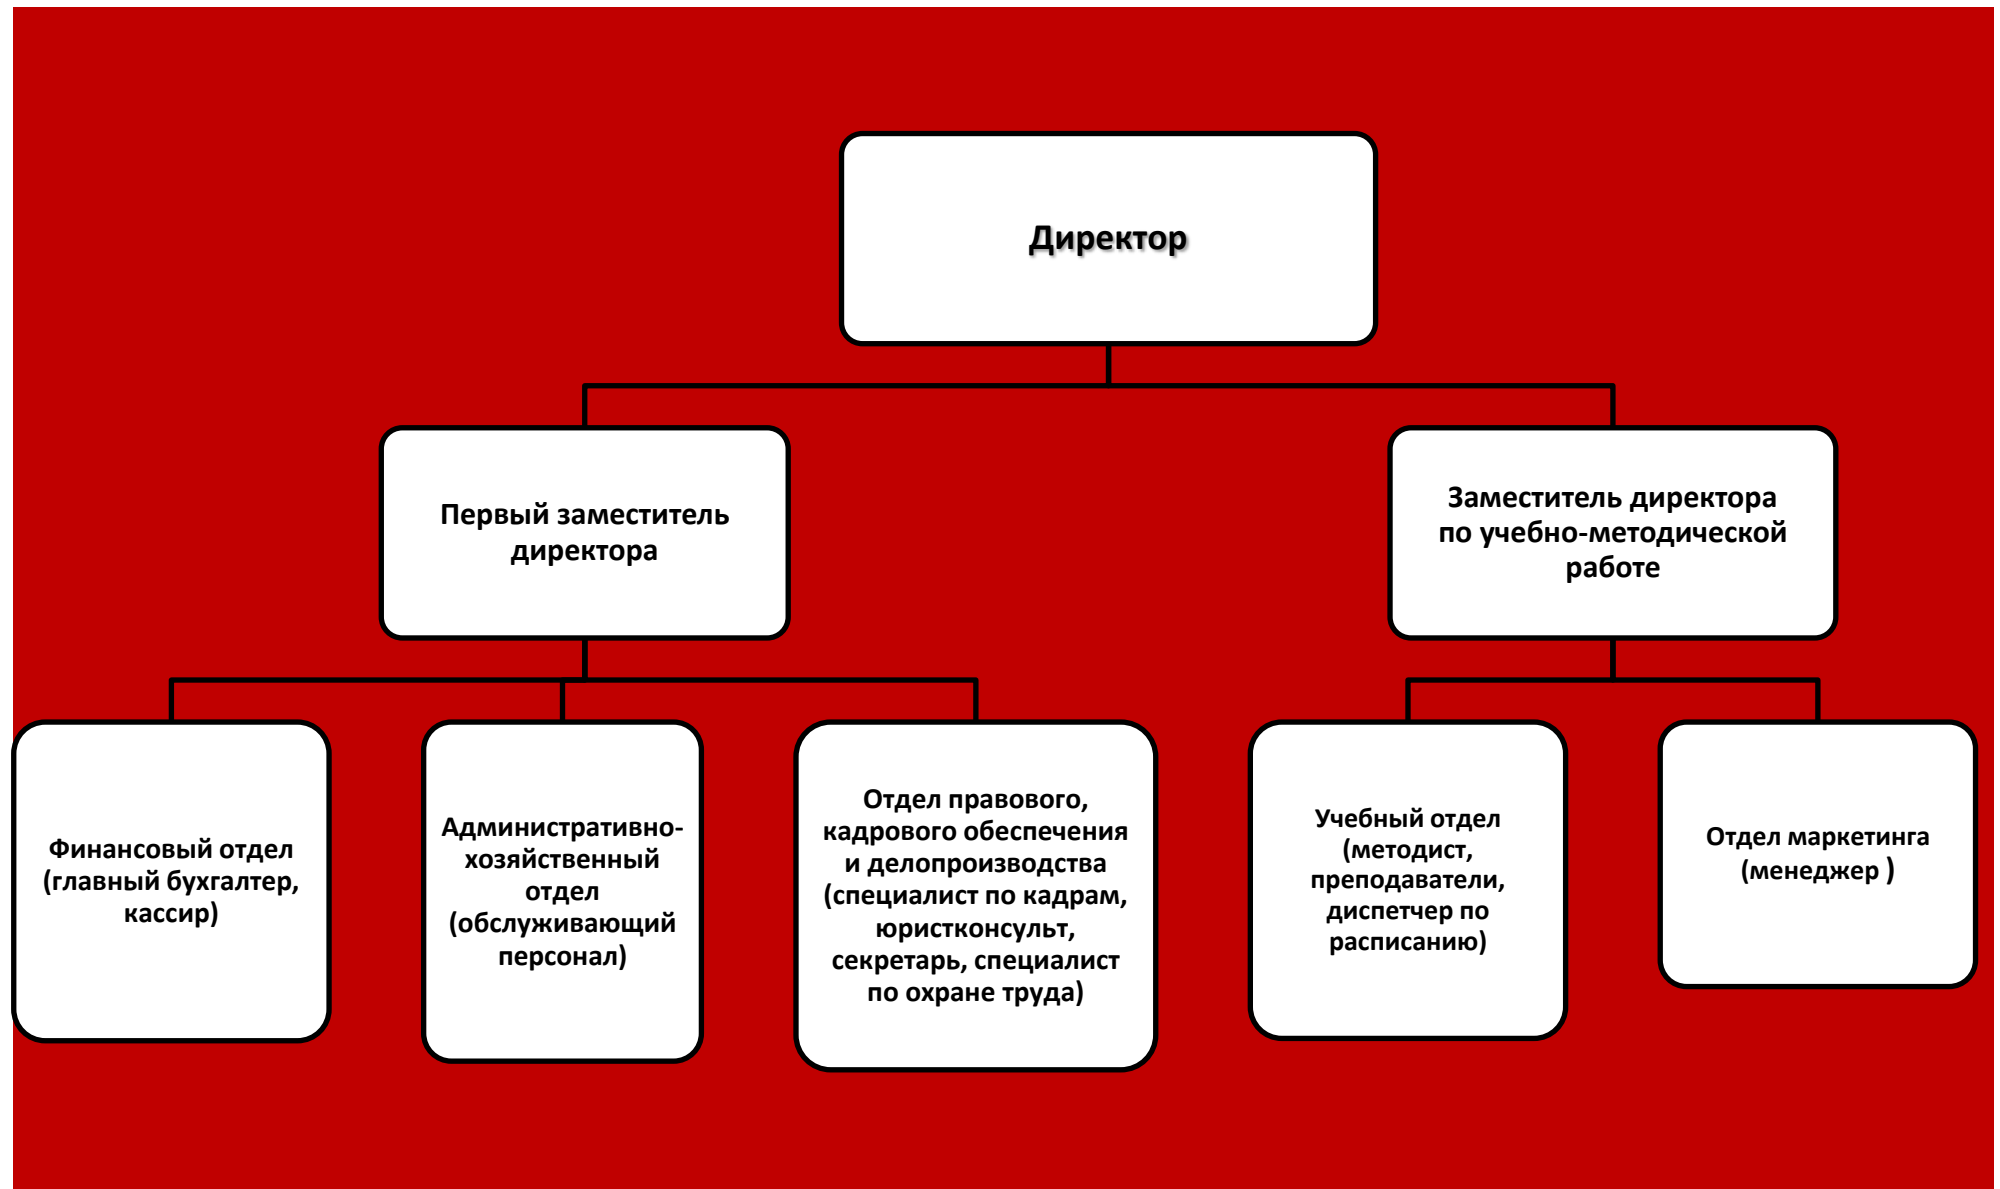 Директор
Первый заместитель
директора
Заместитель директора
по учебно-методической
работе
Финансовый отдел
(главный бухгалтер,
кассир)
Административно-
хозяйственный
отдел
(обслуживающий
персонал)
Отдел правового,
кадрового обеспечения
и делопроизводства
(специалист по кадрам,
юристконсульт,
секретарь, специалист
по охране труда)
Учебный отдел
(методист,
преподаватели,
диспетчер по
расписанию)
Отдел маркетинга
(менеджер )